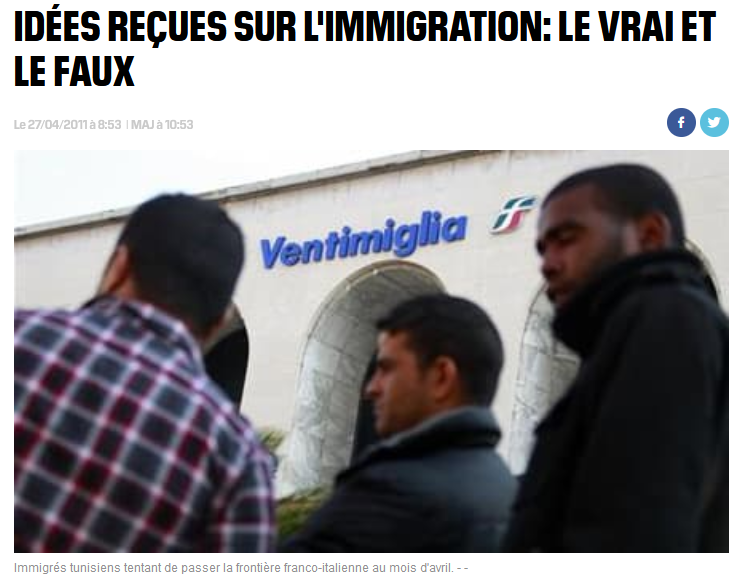 IDÉES REÇUES SUR L'IMMIGRATION: LE VRAI ET
LE FAUX
Le 27/04/2011 à 8:53 | MAJ à 10:53
Ventimiglia
Immigrés tunisiens tentant de passer la frontière franco-italienne au mois d'avril. - -